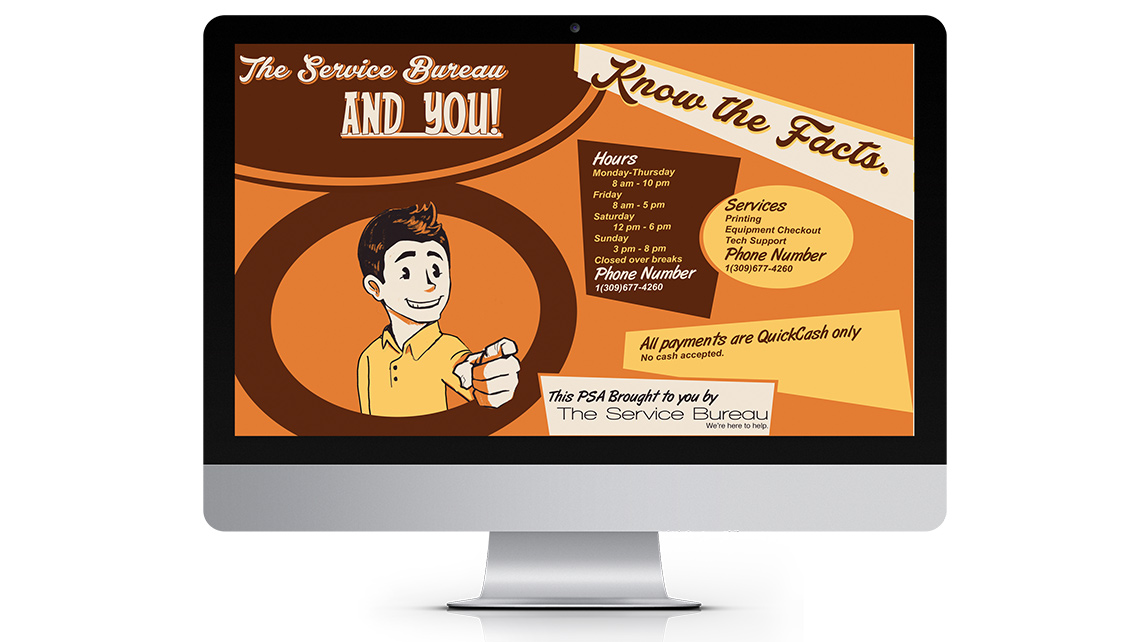 The Service Bureau
AND YOU!
Know the Facts.
Hours
Monday-Thursday
8 am - 10 pm
Friday
8 am - 5 pm
Saturday
12 pm - 6 pm
Sunday
3 pm - 8 pm
Closed over breaks
Phone Number
1(309)677-4260
Services
Printing
Equipment Checkout
Tech Support
Phone Number
1(309)677-4260
All payments are QuickCash only
No cash accepted.
This PSA Brought to you by
The Service Bureau
We're here to help.